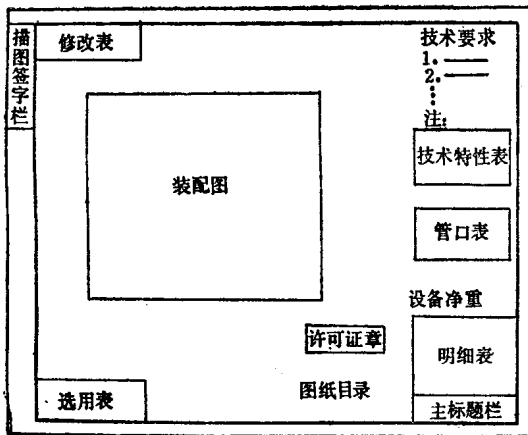 描图签字栏
修改表
技术要求
1.
2.
注:
技术特性表
装配图
管口表
设备净重
许可证章
明细表
图纸目录
选用表
主标题栏